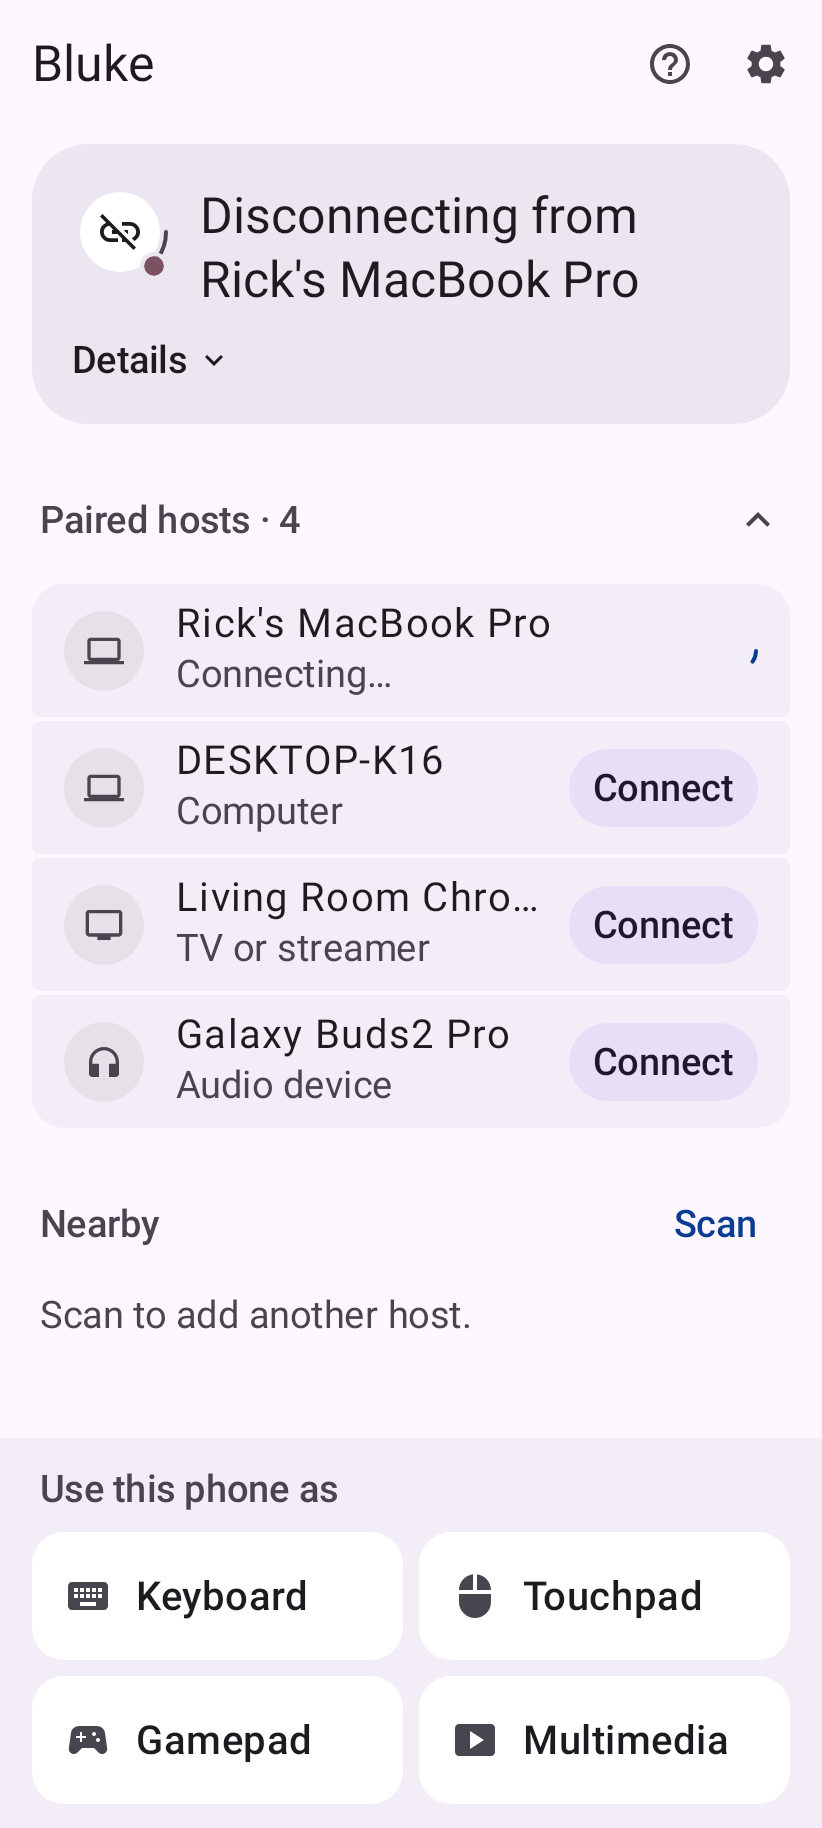 Bluke
Disconnecting from
Rick's MacBook Pro
Details
Paired hosts · 4
Rick's MacBook Pro
Connecting...
DESKTOP-K16
Computer
Connect
Living Room Chro...
TV or streamer
Connect
Galaxy Buds2 Pro
Audio device
Connect
Nearby
Scan
Scan to add another host.
Use this phone as
Keyboard
Touchpad
Gamepad
Multimedia